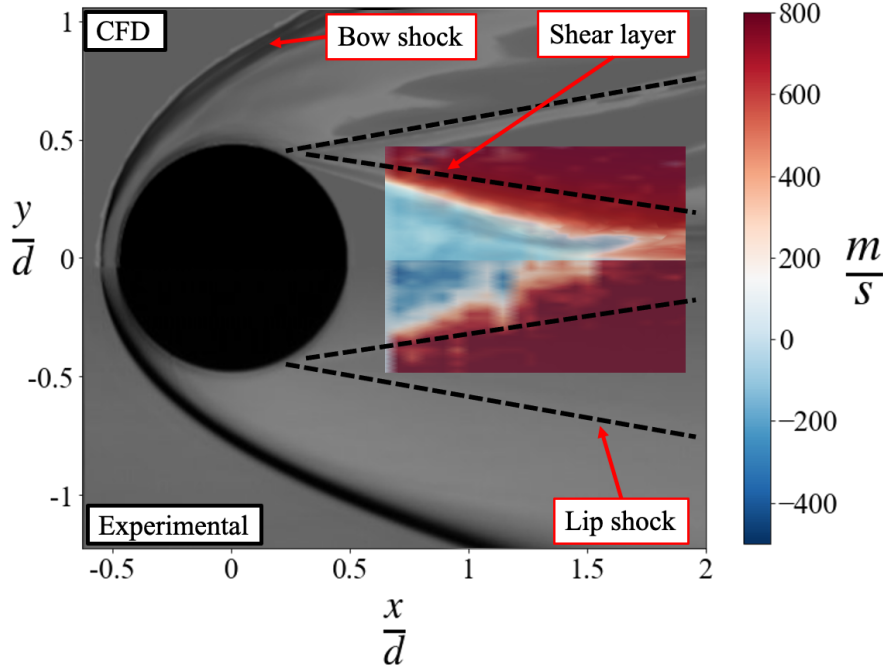 CFD
Bow shock
Shear layer
Experimental
Lip shock
1
0.5
0
-0.5
-1
y/d
-0.5
0
0.5
1
1.5
2
x/d
800
600
400
200
0
−200
−400
m/s